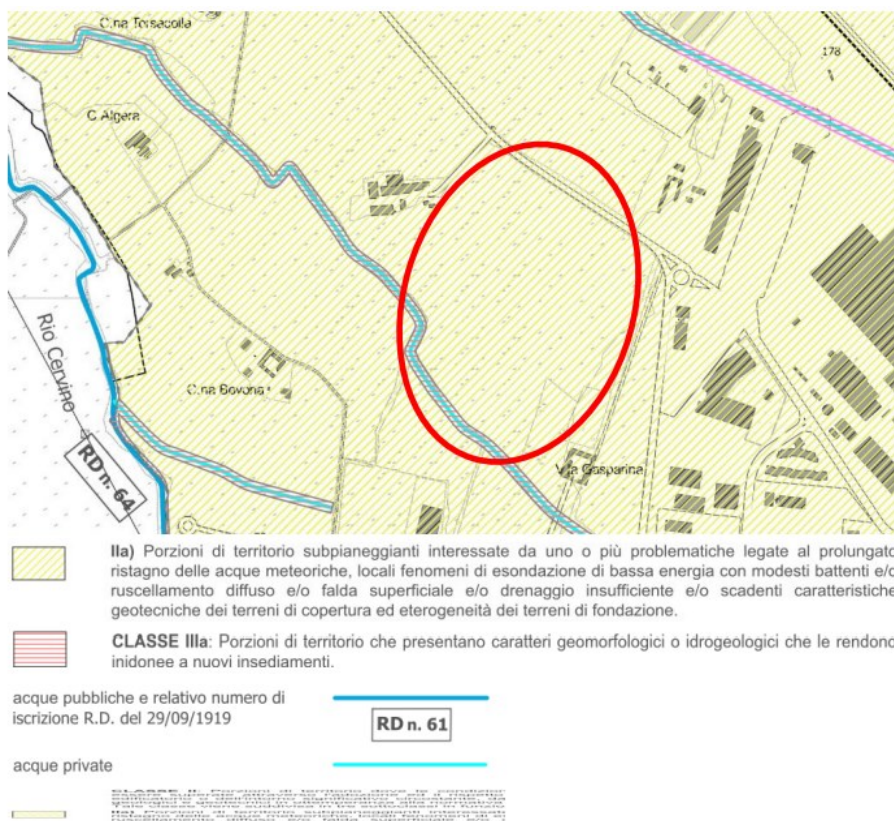 C.na Torsacolla
178
C Algera
Rio Cervino
C.na Bovona
RD n. 64
V.la Gasparina
IIa) Porzioni di territorio subpianeggianti interessate da uno o più problematiche legate al prolungato
ristagno delle acque meteoriche, locali fenomeni di esondazione di bassa energia con modesti battenti e/o
ruscellamento diffuso e/o falda superficiale e/o drenaggio insufficiente e/o scadenti caratteristiche
geotecniche dei terreni di copertura ed eterogeneità dei terreni di fondazione.
CLASSE IIIa: Porzioni di territorio che presentano caratteri geomorfologici o idrogeologici che le rendono
inidonee a nuovi insediamenti.
acque pubbliche e relativo numero di
iscrizione R.D. del 29/09/1919
RD n. 61
acque private